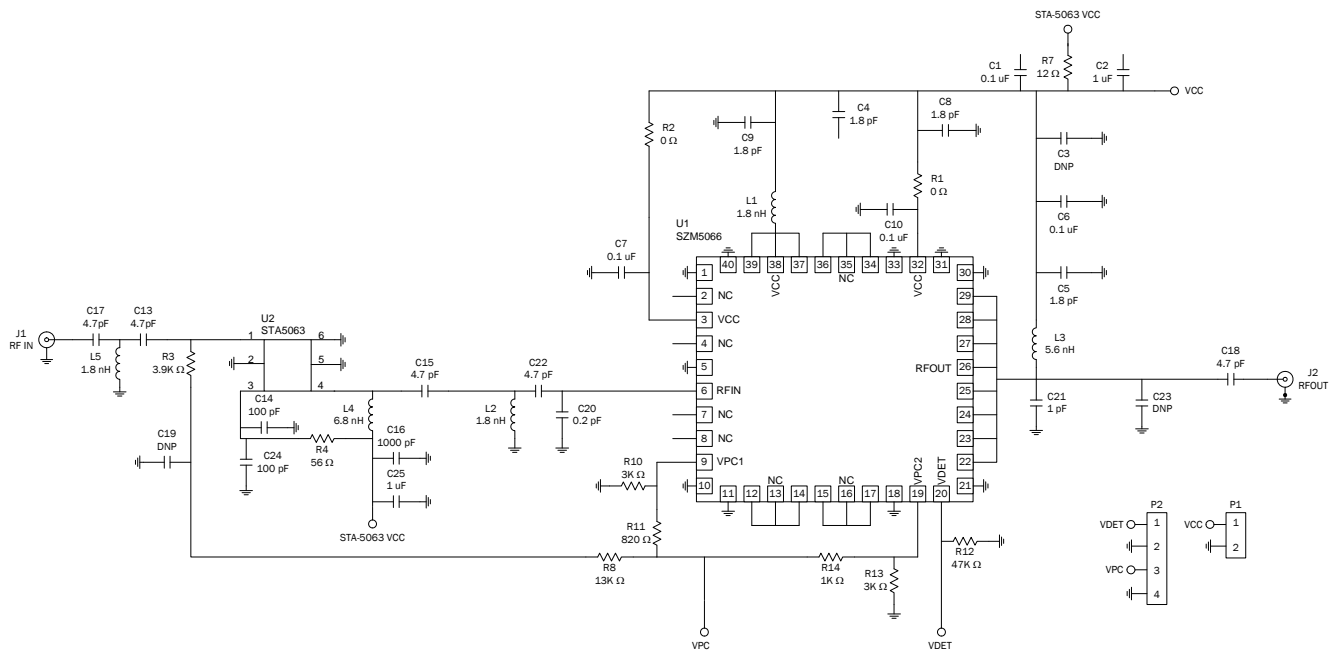 STA-5063 VCC
C1
0.1 uF
R7
12 Ω
C2
1 uF
VCC
R2
0 Ω
C9
1.8 pF
C4
1.8 pF
C8
1.8 pF
C3
DNP
R1
0 Ω
L1
1.8 nH
C10
0.1 uF
C6
0.1 uF
U1
SZM5066
C7
0.1 uF
C5
1.8 pF
40
39
38
37
36
35
34
33
32
31
VCC
NC
VCC
1
2
NC
3
VCC
4
NC
5
6
RFIN
7
NC
8
NC
9
VPC1
10
30
29
28
27
RFOUT
26
25
24
23
22
21
NC
NC
VPC2
VDET
11
12
13
14
15
16
17
18
19
20
L3
5.6 nH
C18
4.7 pF
J2
RFOUT
C21
1 pF
C23
DNP
J1
RF IN
C17
4.7pF
C13
4.7pF
L5
1.8 nH
R3
3.9K Ω
U2
STA5063
1
2
3
6
5
4
C15
4.7 pF
C22
4.7 pF
C14
100 pF
L4
6.8 nH
L2
1.8 nH
C20
0.2 pF
C19
DNP
C24
100 pF
R4
56 Ω
C16
1000 pF
C25
1 uF
STA-5063 VCC
R10
3K Ω
R11
820 Ω
R8
13K Ω
R14
1K Ω
R13
3K Ω
R12
47K Ω
VPC
VDET
P2
VDET
1
2
VPC
3
4
P1
VCC
1
2